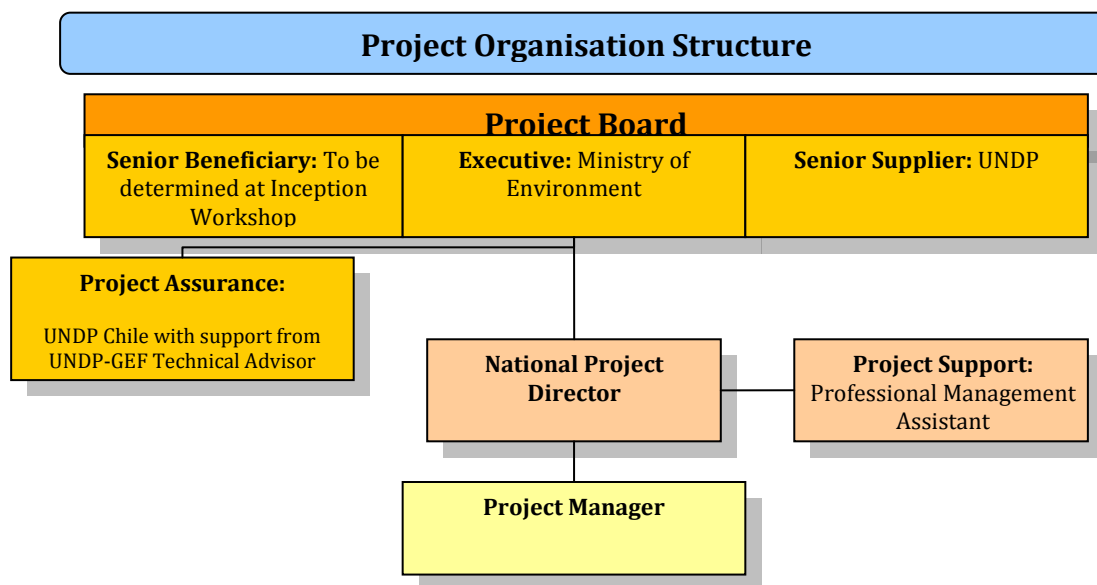 Project Organisation Structure
Project Board
Senior Beneficiary: To be
determined at Inception
Workshop
Executive: Ministry of
Environment
Senior Supplier: UNDP
Project Assurance:
UNDP Chile with support from
UNDP-GEF Technical Advisor
National Project
Director
Project Support:
Professional Management
Assistant
Project Manager